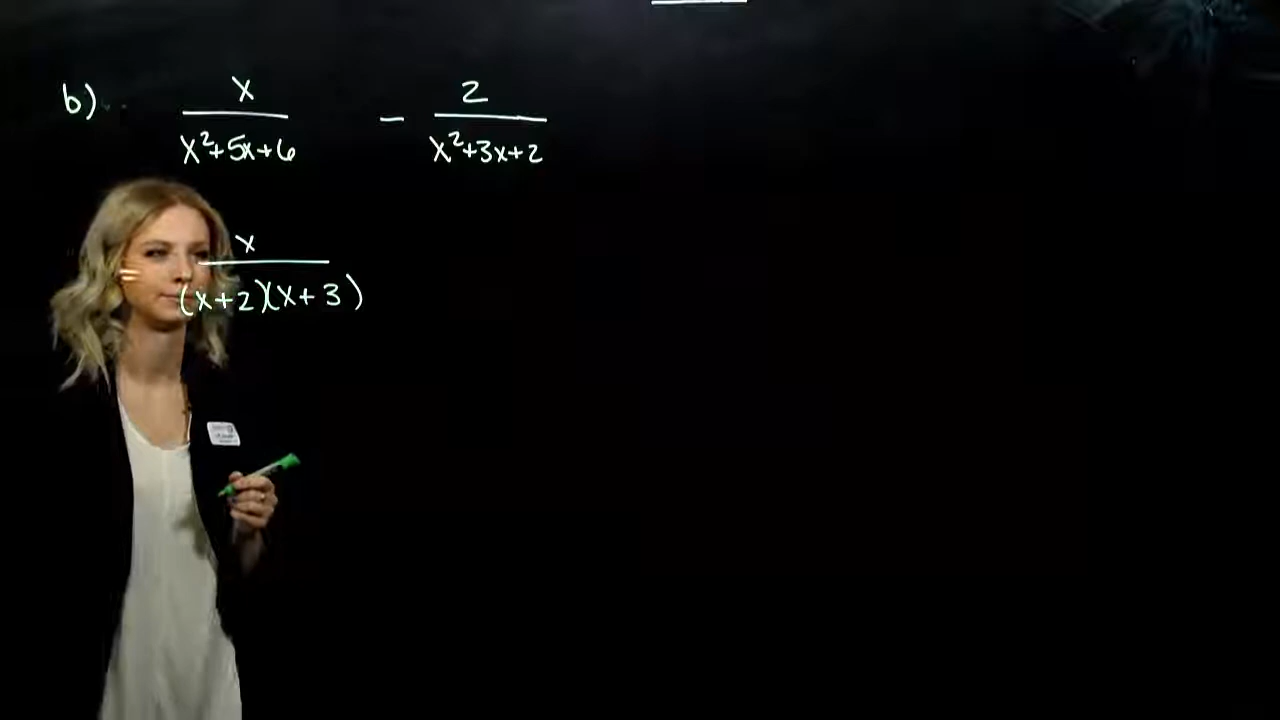 b) x/(x²+5x+6) - 2/(x²+3x+2)
= x/((x+2)(x+3))